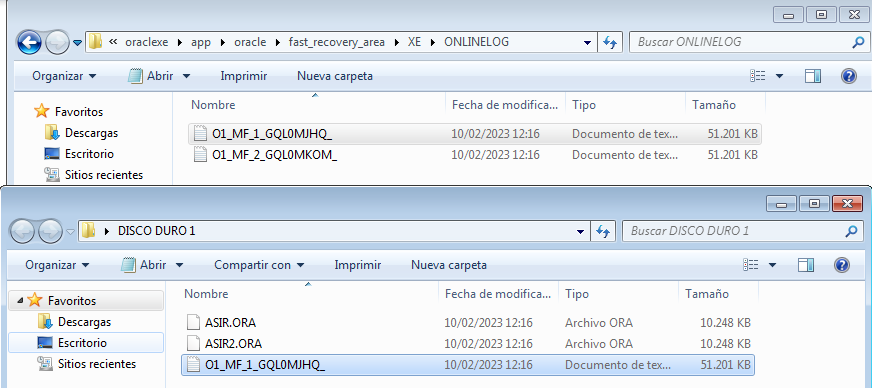 « oraclexe ▸ app ▸ oracle ▸ fast_recovery_area ▸ XE ▸ ONLINELOG Buscar ONLINELOG
Organizar Abrir Imprimir Nueva carpeta
Favoritos
Descargas
Escritorio
Sitios recientes
Nombre Fecha de modifica... Tipo Tamaño
O1_MF_1_GQL0MJHQ_ 10/02/2023 12:16 Documento de tex... 51.201 KB
O1_MF_2_GQL0MKOM_ 10/02/2023 12:16 Documento de tex... 51.201 KB
▸ DISCO DURO 1 Buscar DISCO DURO 1
Organizar Abrir Compartir con Imprimir Nueva carpeta
Favoritos
Descargas
Escritorio
Sitios recientes
Nombre Fecha de modifica... Tipo Tamaño
ASIR.ORA 10/02/2023 12:16 Archivo ORA 10.248 KB
ASIR2.ORA 10/02/2023 12:16 Archivo ORA 10.248 KB
O1_MF_1_GQL0MJHQ_ 10/02/2023 12:16 Documento de tex... 51.201 KB